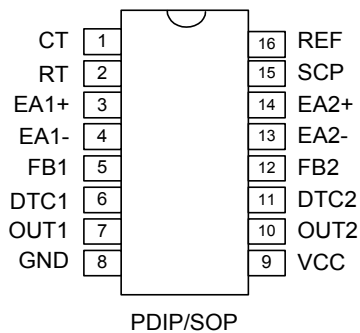 CT 1 16 REF
RT 2 15 SCP
EA1+ 3 14 EA2+
EA1- 4 13 EA2-
FB1 5 12 FB2
DTC1 6 11 DTC2
OUT1 7 10 OUT2
GND 8 9 VCC
PDIP/SOP